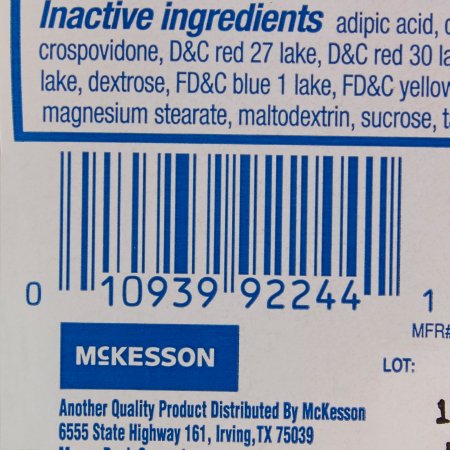 Inactive ingredients adipic acid,
crospovidone, D&C red 27 lake, D&C red 30
lake, dextrose, FD&C blue 1 lake, FD&C
magnesium stearate, maltodextrin, sucrose,
0 10939 92244 1
MCKESSON
MFR#
LOT:
Another Quality Product Distributed By McKesson
6555 State Highway 161, Irving,TX 75039